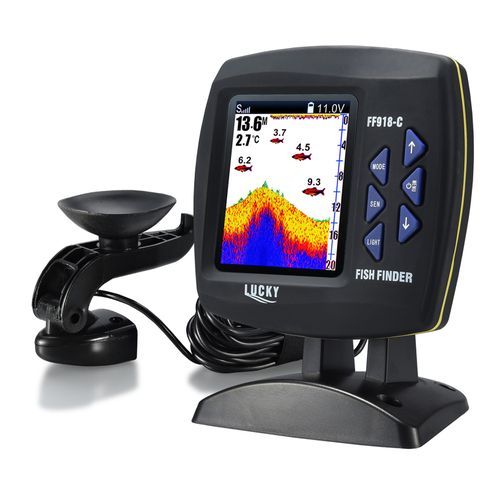 S 11.0V
13.6M
2.7°C
3.7
4.5
6.2
9.3
0
4
8
12
16
20
FF918-C
MODE
SEN
LIGHT
LUCKY
FISH FINDER